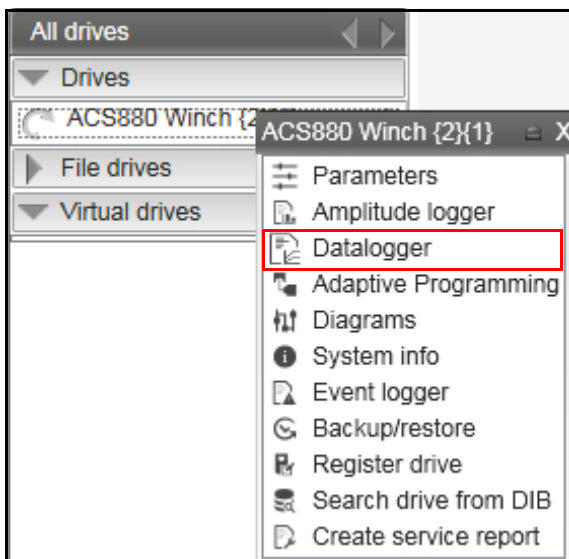 All drives
Drives
ACS880 Winch {2
File drives
Virtual drives
ACS880 Winch {2}{1}
X
Parameters
Amplitude logger
Datalogger
Adaptive Programming
Diagrams
System info
Event logger
Backup/restore
Register drive
Search drive from DIB
Create service report